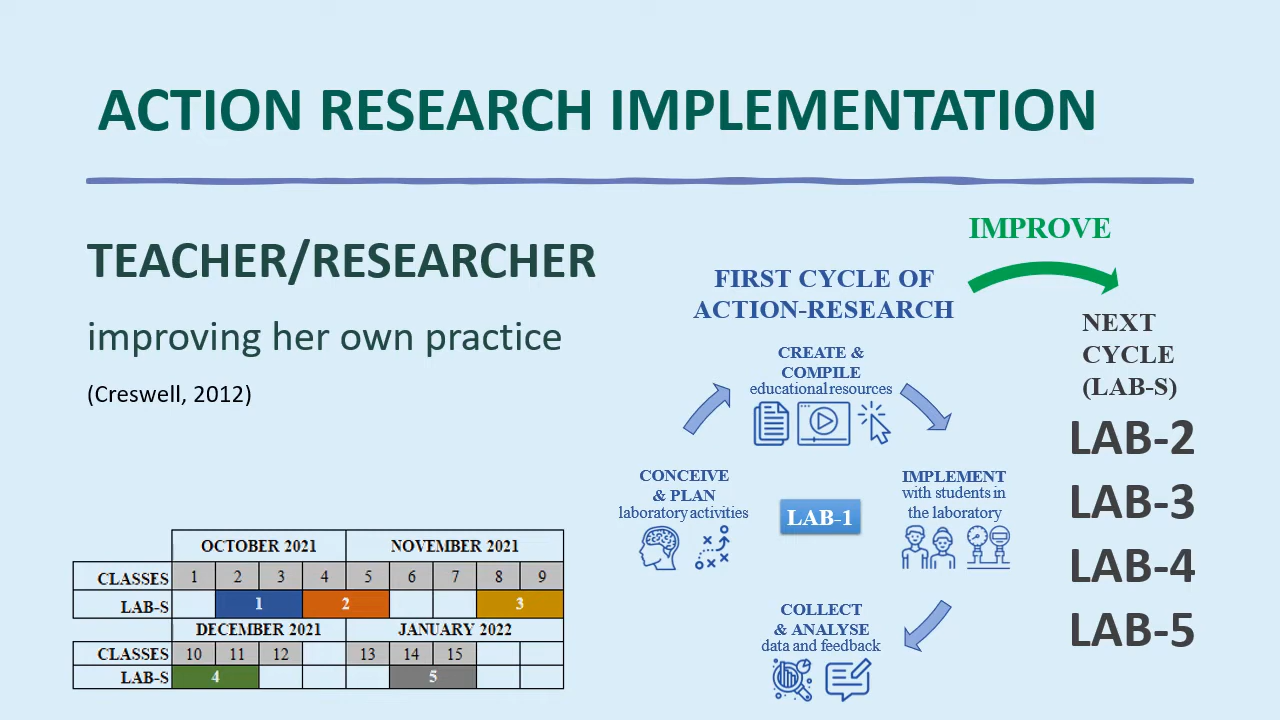 ACTION RESEARCH IMPLEMENTATION
TEACHER/RESEARCHER
improving her own practice
(Creswell, 2012)
IMPROVE
FIRST CYCLE OF
ACTION-RESEARCH
NEXT
CYCLE
(LAB-S)
LAB-2
LAB-3
LAB-4
LAB-5
CREATE &
COMPILE
educational resources
CONCEIVE
& PLAN
laboratory activities
LAB-1
IMPLEMENT
with students in
the laboratory
COLLECT
& ANALYSE
data and feedback
OCTOBER 2021 NOVEMBER 2021
CLASSES 1 2 3 4 5 6 7 8 9
LAB-S 1 2 3
DECEMBER 2021 JANUARY 2022
CLASSES 10 11 12 13 14 15
LAB-S 4 5